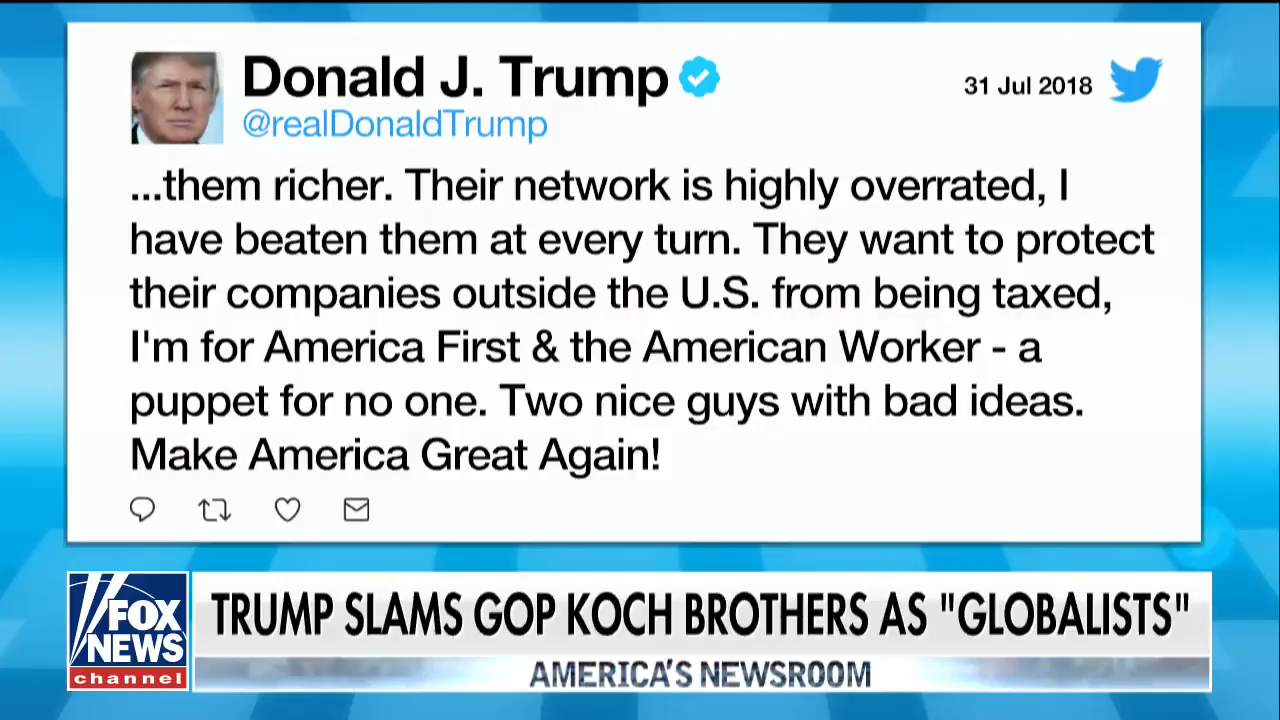 Donald J. Trump
31 Jul 2018
@realDonaldTrump
...them richer. Their network is highly overrated, I
have beaten them at every turn. They want to protect
their companies outside the U.S. from being taxed,
I'm for America First & the American Worker - a
puppet for no one. Two nice guys with bad ideas.
Make America Great Again!
FOX
NEWS
channel
TRUMP SLAMS GOP KOCH BROTHERS AS "GLOBALISTS"
AMERICA'S NEWSROOM